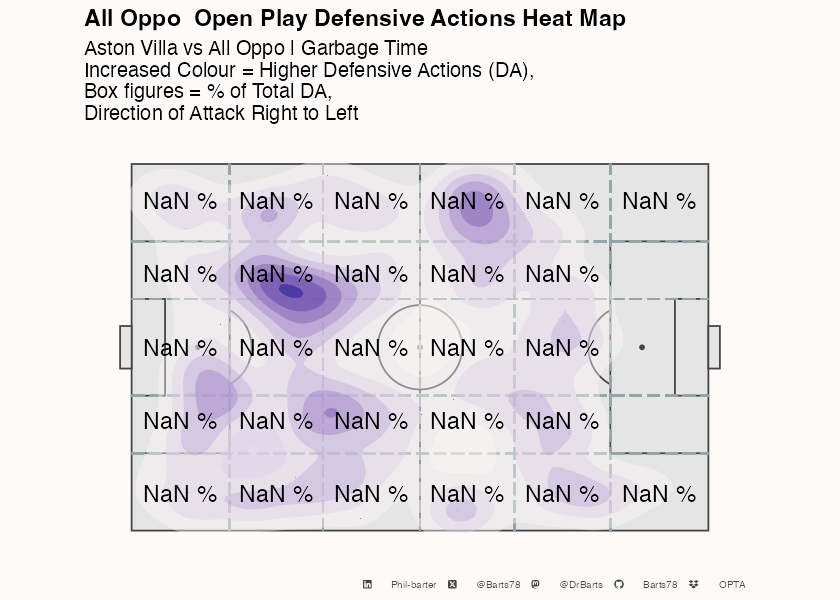 All Oppo  Open Play Defensive Actions Heat Map
Aston Villa vs All Oppo l Garbage Time
Increased Colour = Higher Defensive Actions (DA),
Box figures = % of Total DA,
Direction of Attack Right to Left
NaN % NaN % NaN % NaN % NaN % NaN %
NaN % NaN % NaN % NaN % NaN %
NaN % NaN % NaN % NaN % NaN %
NaN % NaN % NaN % NaN % NaN %
NaN % NaN % NaN % NaN % NaN % NaN %
Phil-barter @Barts78 @DrBarts Barts78 OPTA